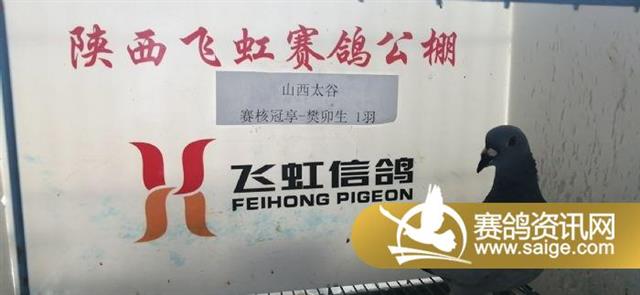 陕西飞虹赛鸽公棚
山西太谷
赛核冠享-樊卯生 1羽
飞虹信鸽
FEIHONG PIGEON
赛鸽资讯网
www.saige.com